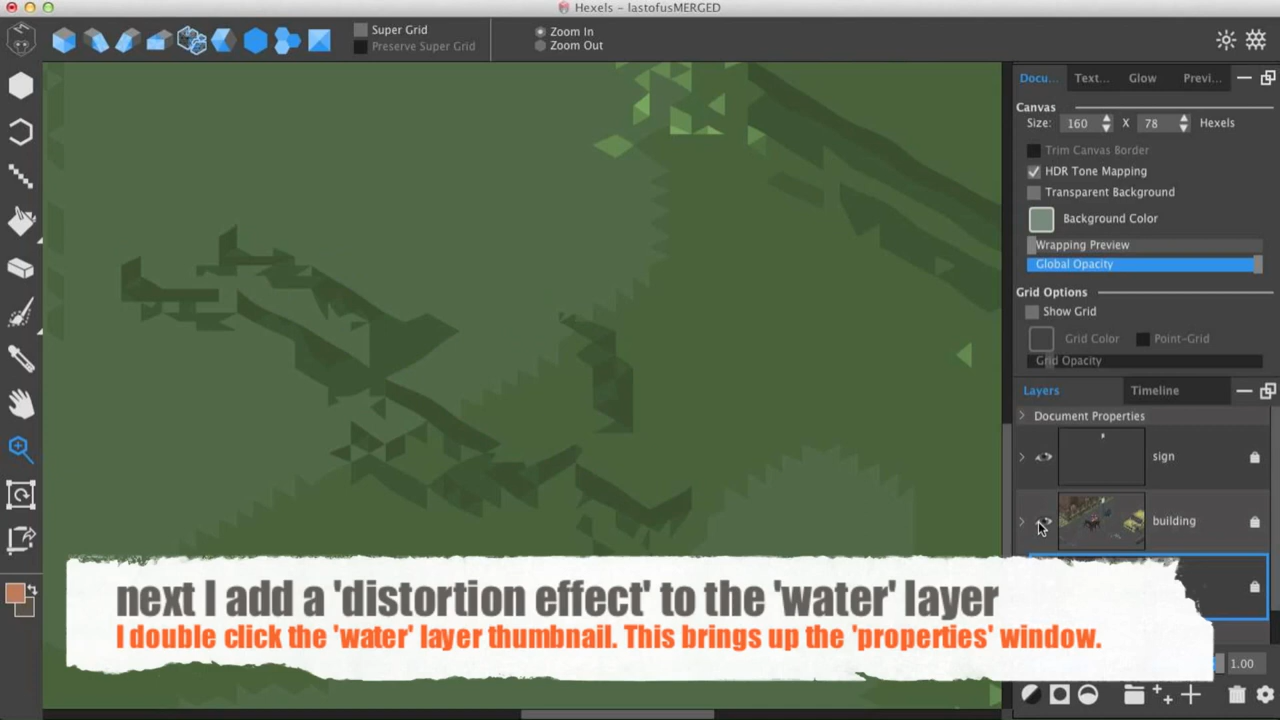 Hexels - lastofusMERGED
Super Grid
Preserve Super Grid
Zoom In
Zoom Out
Docu... Text... Glow Previ...
Canvas
Size: 160 X 78 Hexels
Trim Canvas Border
HDR Tone Mapping
Transparent Background
Background Color
Wrapping Preview
Global Opacity
Grid Options
Show Grid
Grid Color Point-Grid
Grid Opacity
Layers Timeline
Document Properties
sign
building
next I add a 'distortion effect' to the 'water' layer
I double click the 'water' layer thumbnail. This brings up the 'properties' window.
1.00